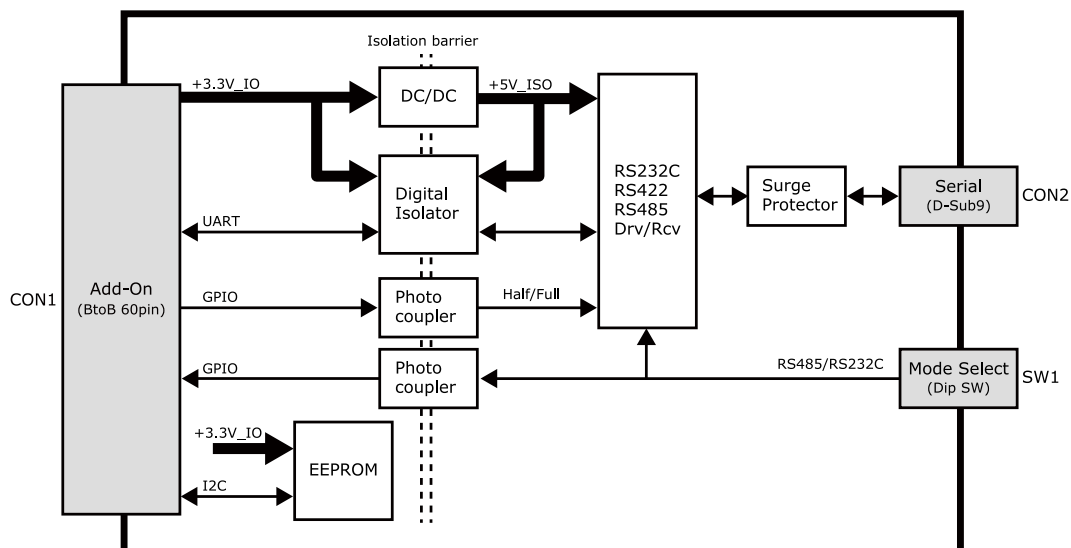 Isolation barrier
+3.3V_IO
DC/DC
+5V_ISO
RS232C
RS422
RS485
Drv/Rcv
Digital
Isolator
UART
Surge
Protector
Serial
(D-Sub9)
CON2
CON1
Add-On
(BtoB 60pin)
GPIO
Photo
coupler
Half/Full
GPIO
Photo
coupler
RS485/RS232C
Mode Select
(Dip SW)
SW1
+3.3V_IO
EEPROM
I2C